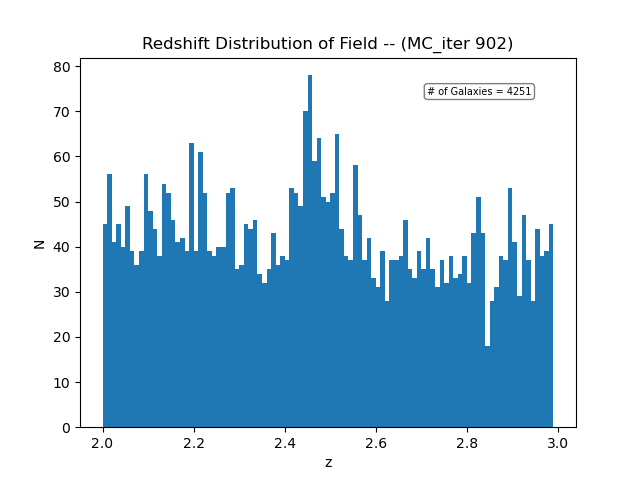 Redshift Distribution of Field -- (MC_iter 902)
# of Galaxies = 4251
80
70
60
50
40
30
20
10
0
N
2.0 2.2 2.4 2.6 2.8 3.0
z